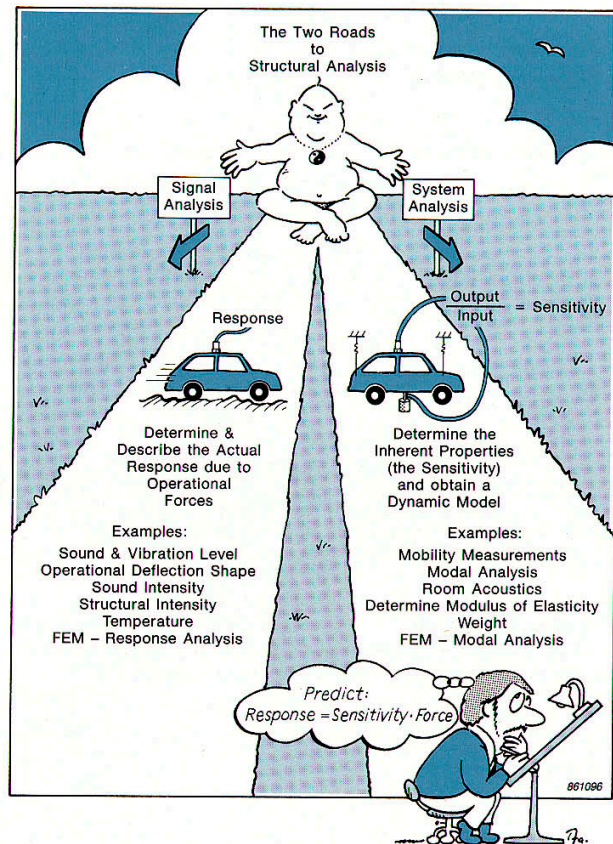 The Two Roads
to
Structural Analysis
Signal
Analysis
System
Analysis
Response
Output
Input
= Sensitivity
Determine &
Describe the Actual
Response due to
Operational
Forces
Examples:
Sound & Vibration Level
Operational Deflection Shape
Sound Intensity
Structural Intensity
Temperature
FEM – Response Analysis
Determine the
Inherent Properties
(the Sensitivity)
and obtain a
Dynamic Model
Examples:
Mobility Measurements
Modal Analysis
Room Acoustics
Determine Modulus of Elasticity
Weight
FEM – Modal Analysis
Predict:
Response = Sensitivity · Force
861096